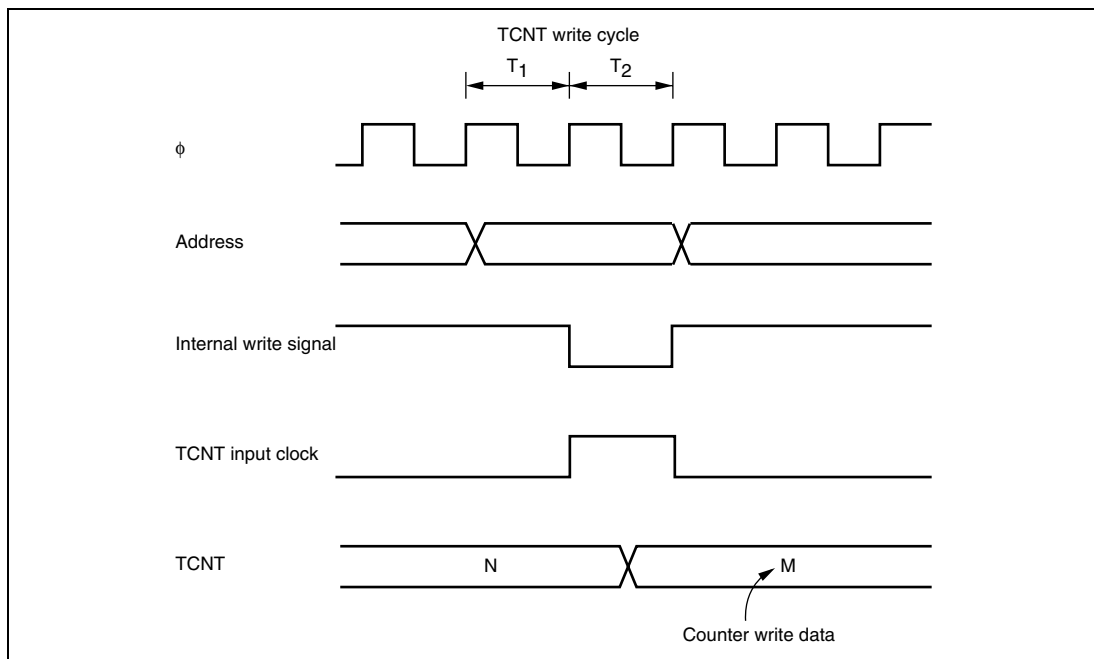 TCNT write cycle
T1 T2
ϕ
Address
Internal write signal
TCNT input clock
TCNT N M
Counter write data